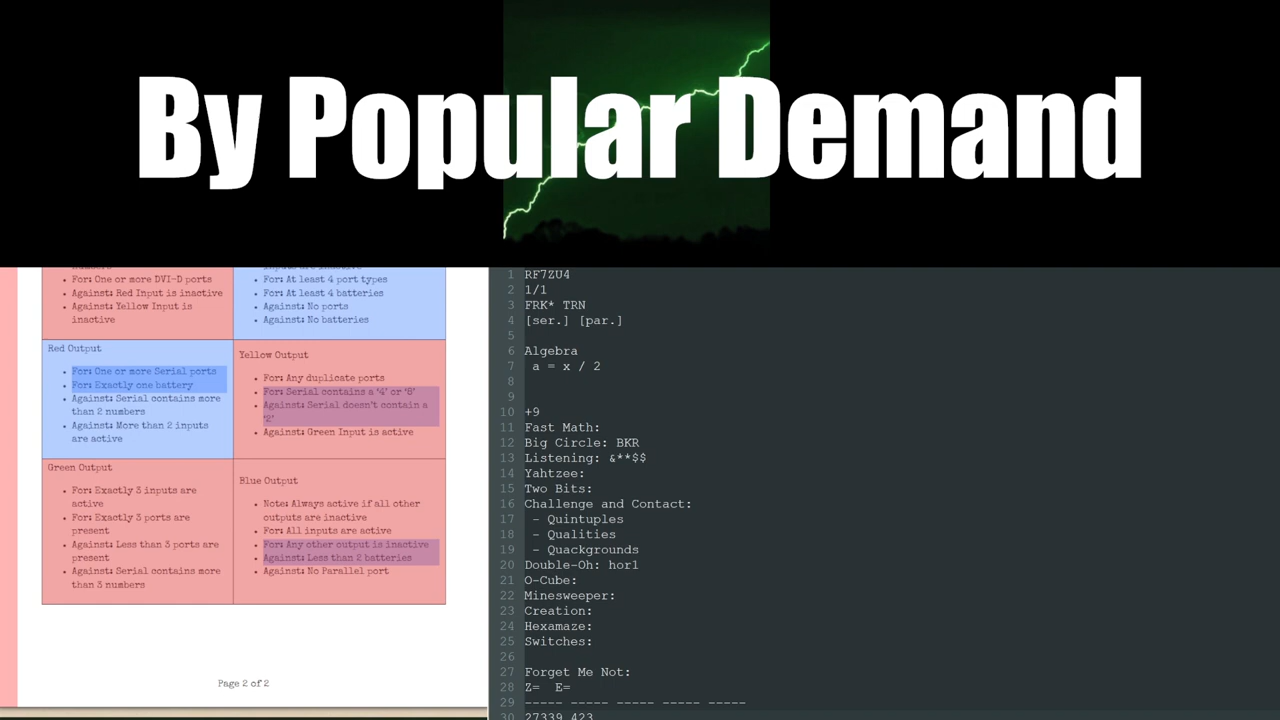 By Popular Demand
For: One or more DVI-D ports
Against: Red Input is inactive
Against: Yellow Input is
inactive
For: At least 4 port types
For: At least 4 batteries
Against: No ports
Against: No batteries
Red Output
For: One or more Serial ports
For: Exactly one battery
Against: Serial contains more
than 2 numbers
Against: More than 2 inputs
are active
Yellow Output
For: Any duplicate ports
For: Serial contains a '4' or '8'
Against: Serial doesn't contain a
'2'
Against: Green Input is active
Green Output
For: Exactly 3 inputs are
active
For: Exactly 3 ports are
present
Against: Less than 3 ports are
present
Against: Serial contains more
than 3 numbers
Blue Output
Note: Always active if all other
outputs are inactive
For: All inputs are active
For: Any other output is inactive
Against: Less than 2 batteries
Against: No Parallel port
Page 2 of 2
1 RF7ZU4
2 1/1
3 FRK* TRN
4 [ser.] [par.]
5
6 Algebra
7 a = x / 2
8
9
10 +9
11 Fast Math:
12 Big Circle: BKR
13 Listening: &**$$
14 Yahtzee:
15 Two Bits:
16 Challenge and Contact:
17 - Quintuples
18 - Qualities
19 - Quackgrounds
20 Double-Oh: hor1
21 O-Cube:
22 Minesweeper:
23 Creation:
24 Hexamaze:
25 Switches:
26
27 Forget Me Not:
28 Z= E=
29 ----- ----- ----- ----- -----
30 27339 423